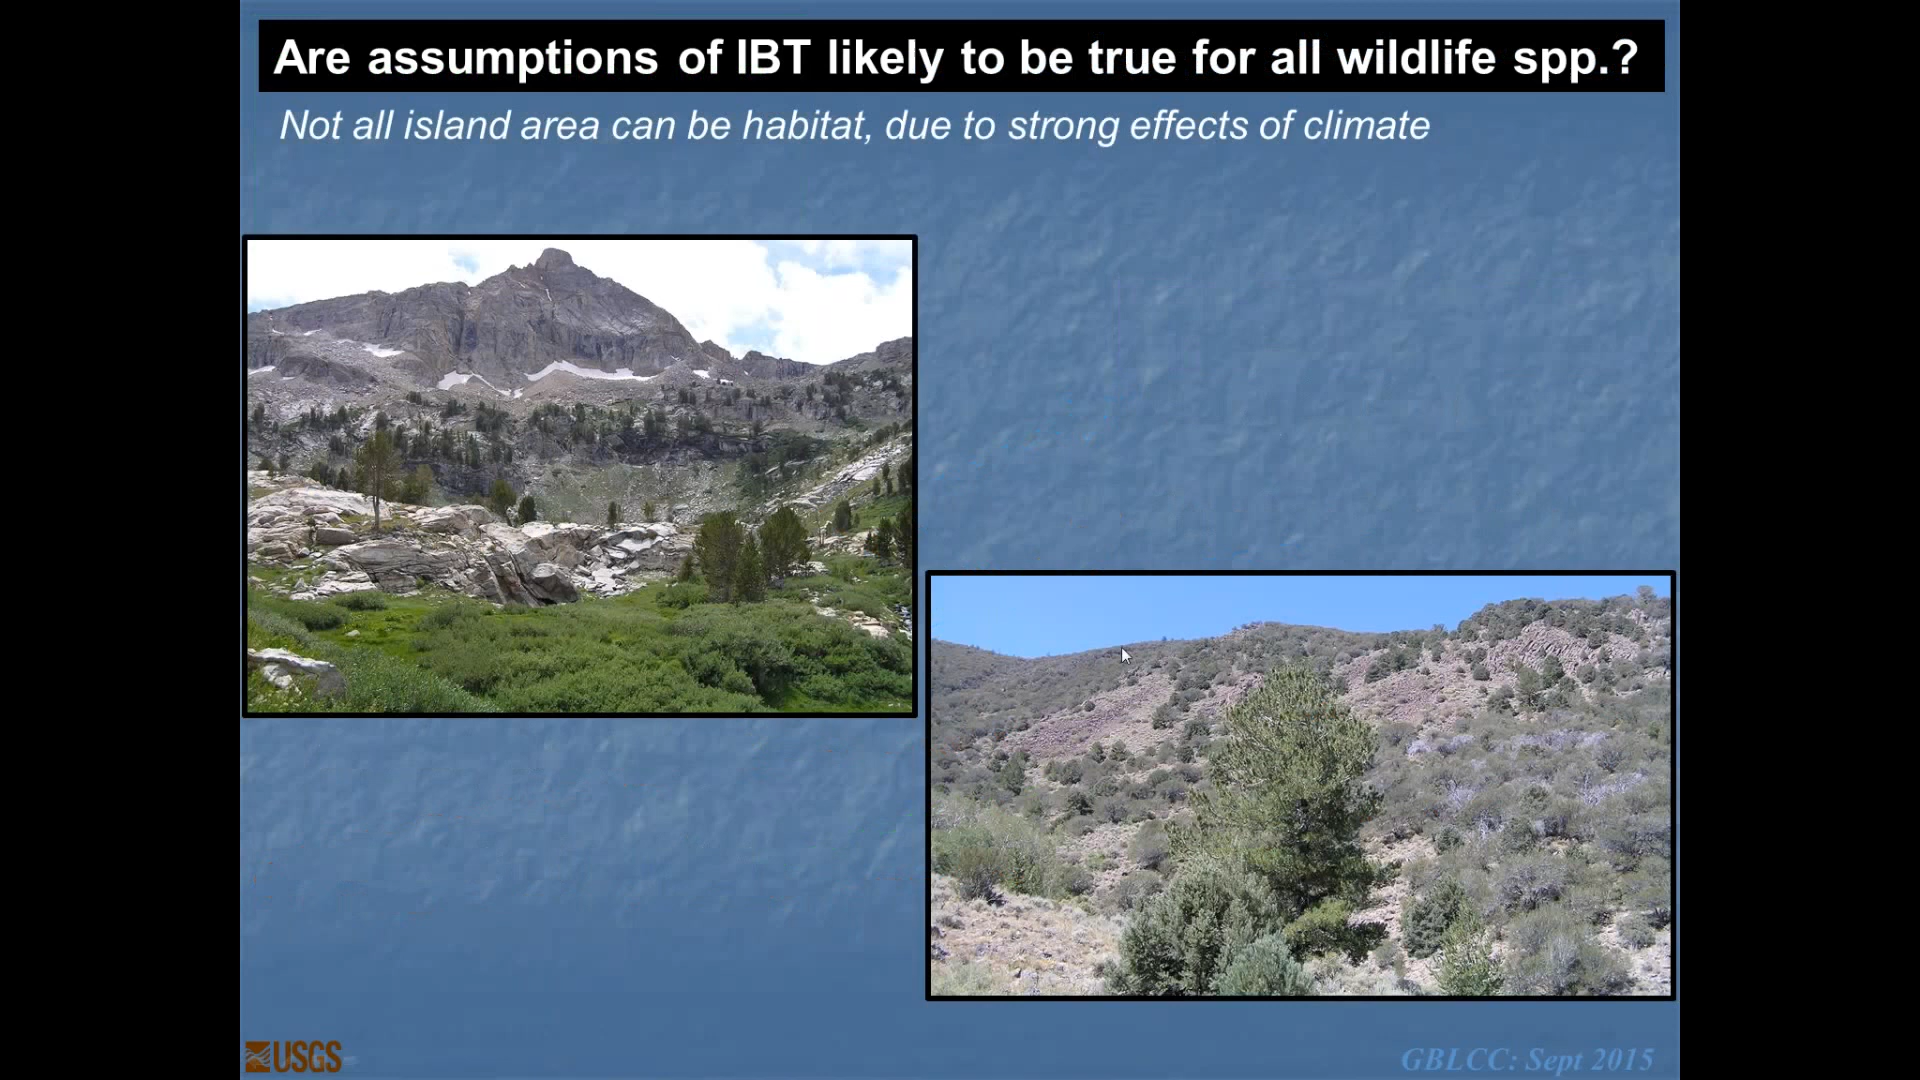 Are assumptions of IBT likely to be true for all wildlife spp.?
Not all island area can be habitat, due to strong effects of climate
USGS
GBLCC: Sept 2015